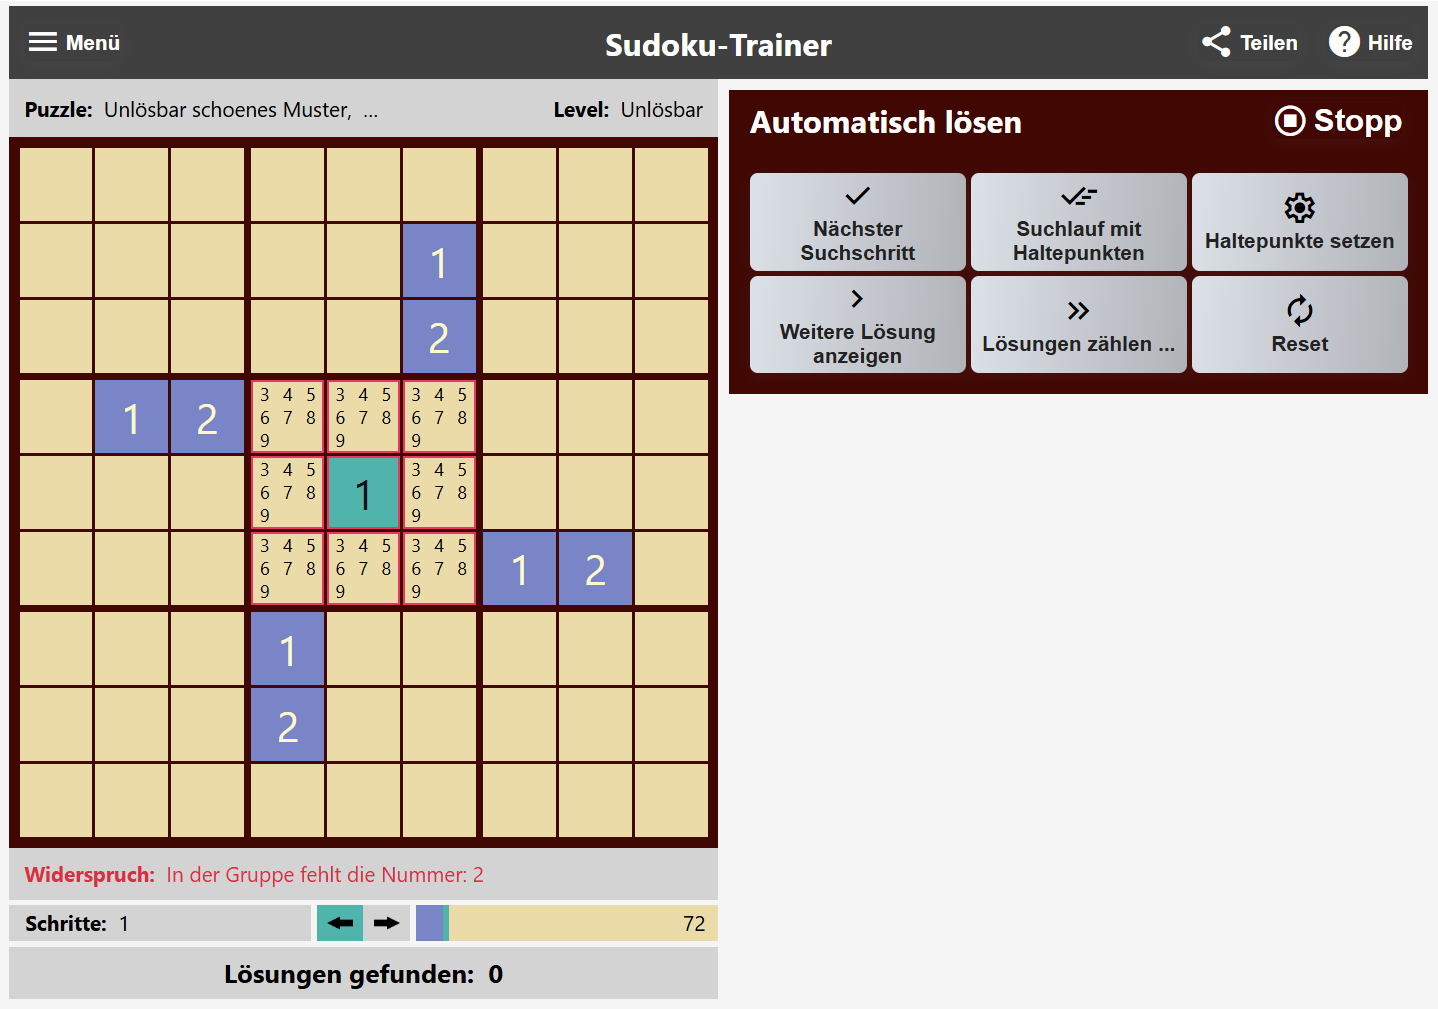 Menü
Sudoku-Trainer
Teilen
Hilfe
Puzzle: Unlösbar schoenes Muster, ...
Level: Unlösbar
1
2
1 2 3 4 5 3 4 5 3 4 5
6 7 8 6 7 8 6 7 8
9 9 9
3 4 5 1 3 4 5
6 7 8 6 7 8
9 9
3 4 5 3 4 5 3 4 5 1 2
6 7 8 6 7 8 6 7 8
9 9 9
1
2
Widerspruch: In der Gruppe fehlt die Nummer: 2
Schritte: 1
72
Lösungen gefunden: 0
Automatisch lösen
Stopp
Nächster
Suchschritt
Suchlauf mit
Haltepunkten
Haltepunkte setzen
Weitere Lösung
anzeigen
Lösungen zählen ...
Reset